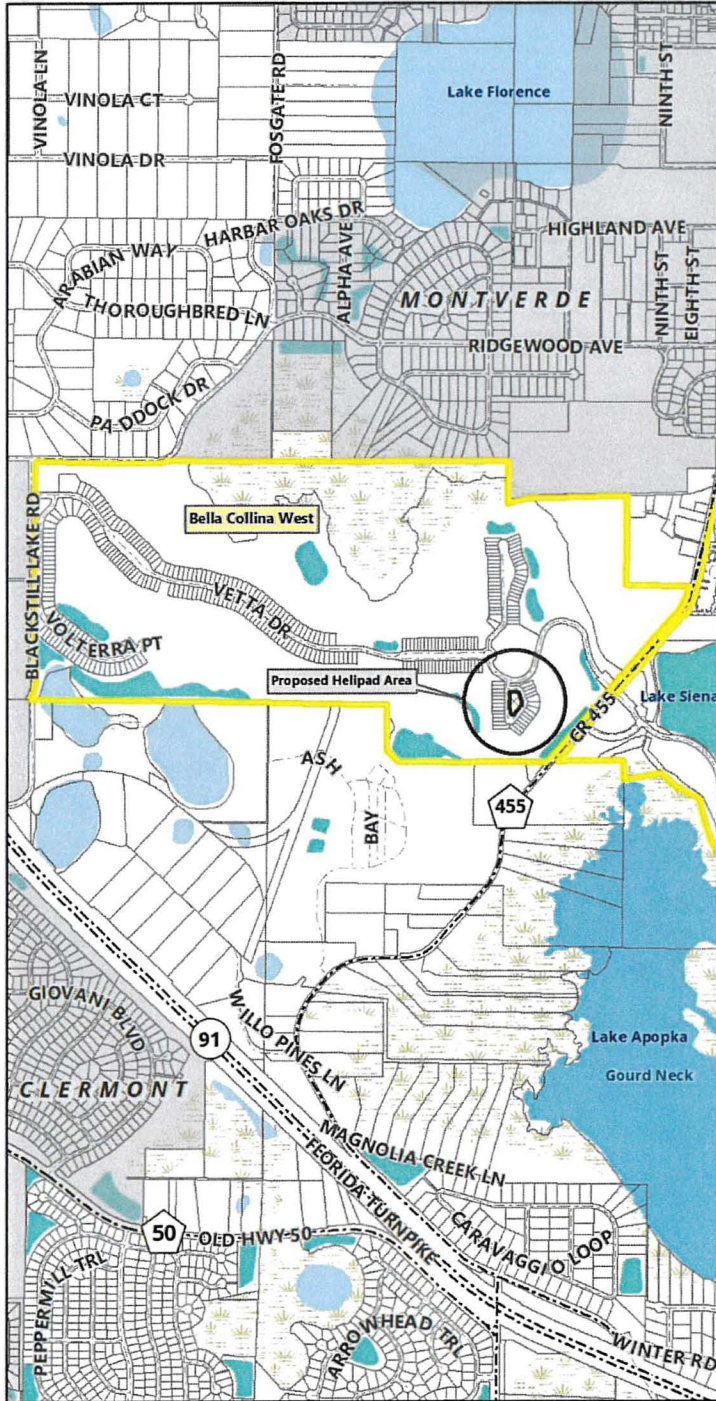 VINOLA LN
VINOLA CT
VINOLA DR
FOSGATE RD
Lake Florence
NINTH ST
HARBAR OAKS DR
ALPHA AVE
HIGHLAND AVE
ARABIAN WAY
THOROUGHBRED LN
MONTVERDE
NINTH ST
EIGHTH ST
RIDGEWOOD AVE
PADDOCK DR
BLACKSTILL LAKE RD
Bella Collina West
VETTA DR
VOLTERRA PT
Proposed Helipad Area
Lake Siena
CR 455
ASH
BAY
455
GIOVANI BLVD
91
WILLO PINES LN
Lake Apopka
Gourd Neck
CLERMONT
MAGNOLIA CREEK LN
FLORIDA TURNPIKE
50
OLD HWY 50
CARAVAGGIO LOOP
PEPPERMILL TRL
ARROWHEAD TRL
WINTER RD